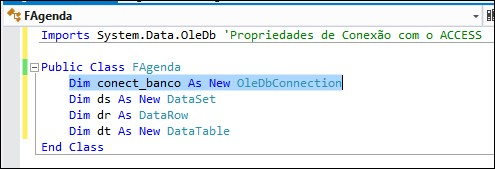 FAgenda
Imports System.Data.OleDb 'Propriedades de Conexão com o ACCESS
Public Class FAgenda
Dim conect_banco As New OleDbConnection
Dim ds As New DataSet
Dim dr As DataRow
Dim dt As New DataTable
End Class